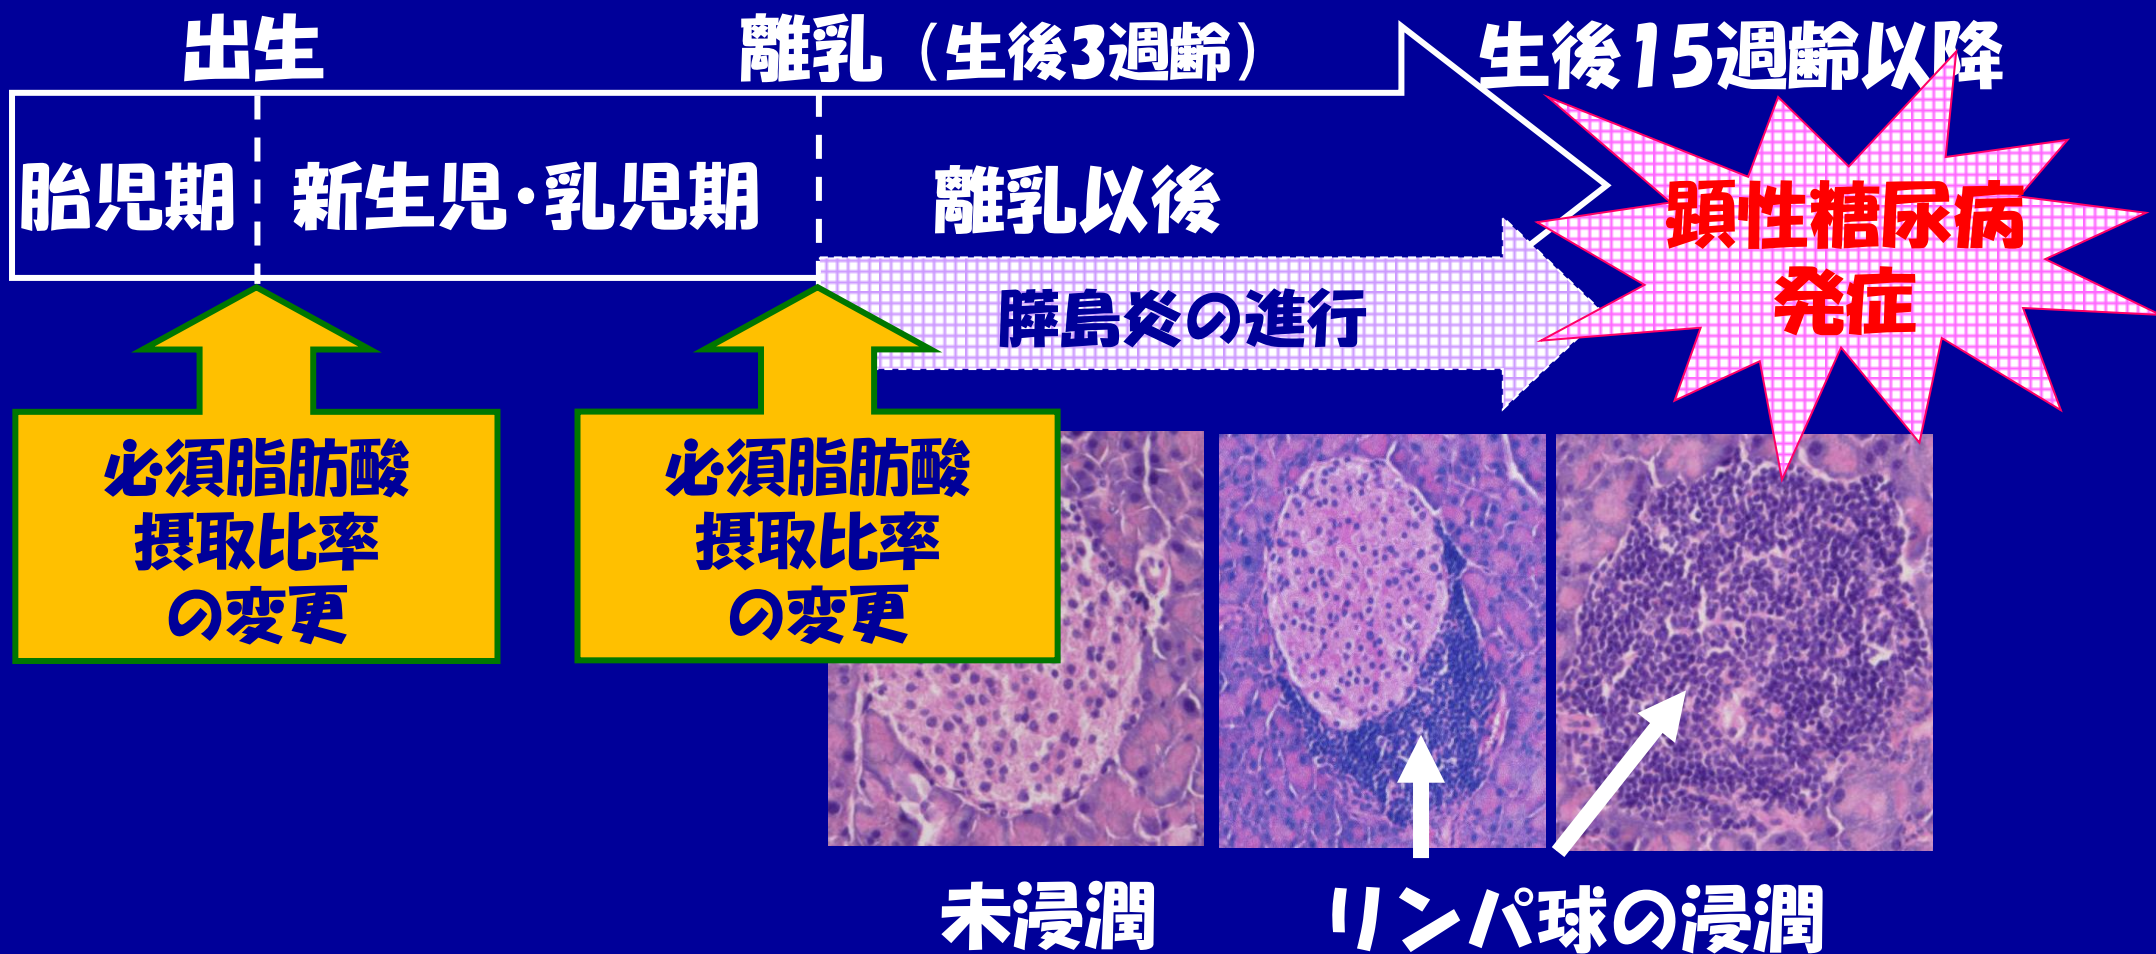 出生
離乳（生後3週齢）
生後15週齢以降
胎児期
新生児・乳児期
離乳以後
顕性糖尿病
発症
膵島炎の進行
必須脂肪酸
摂取比率
の変更
必須脂肪酸
摂取比率
の変更
未浸潤
リンパ球の浸潤